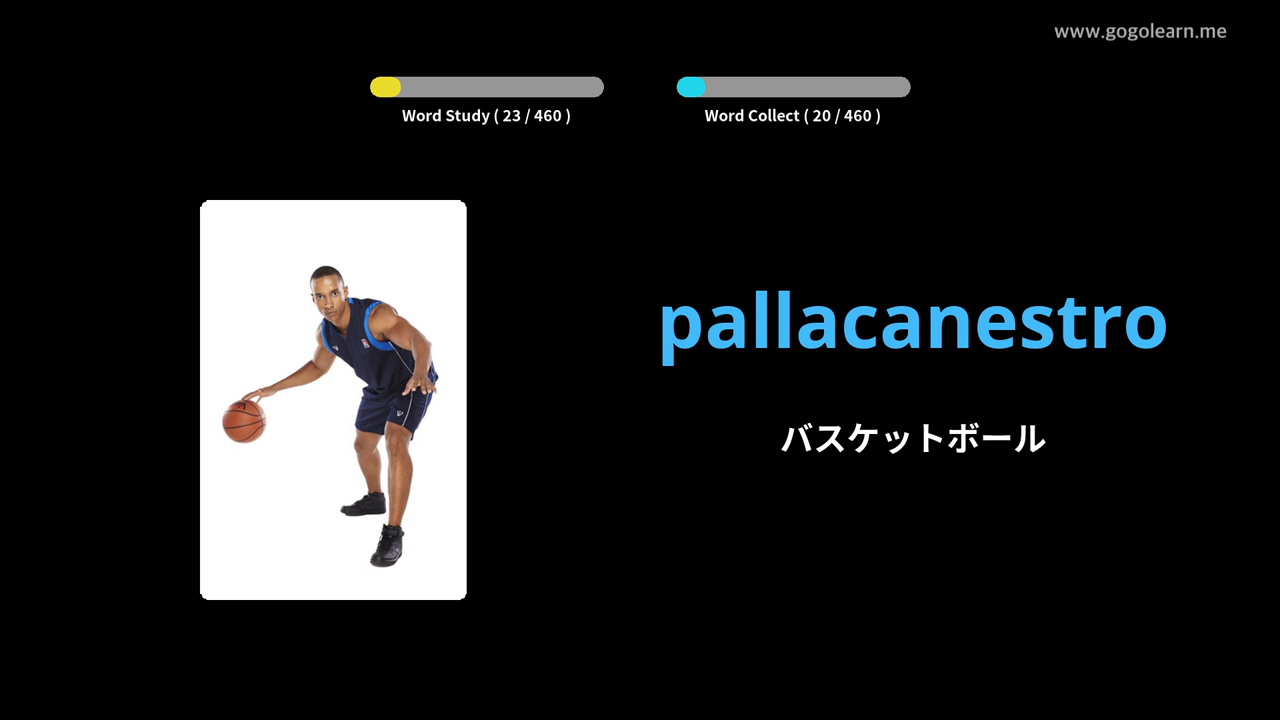 www.gogolearn.me
Word Study ( 23 / 460 )
Word Collect ( 20 / 460 )
pallacanestro
バスケットボール